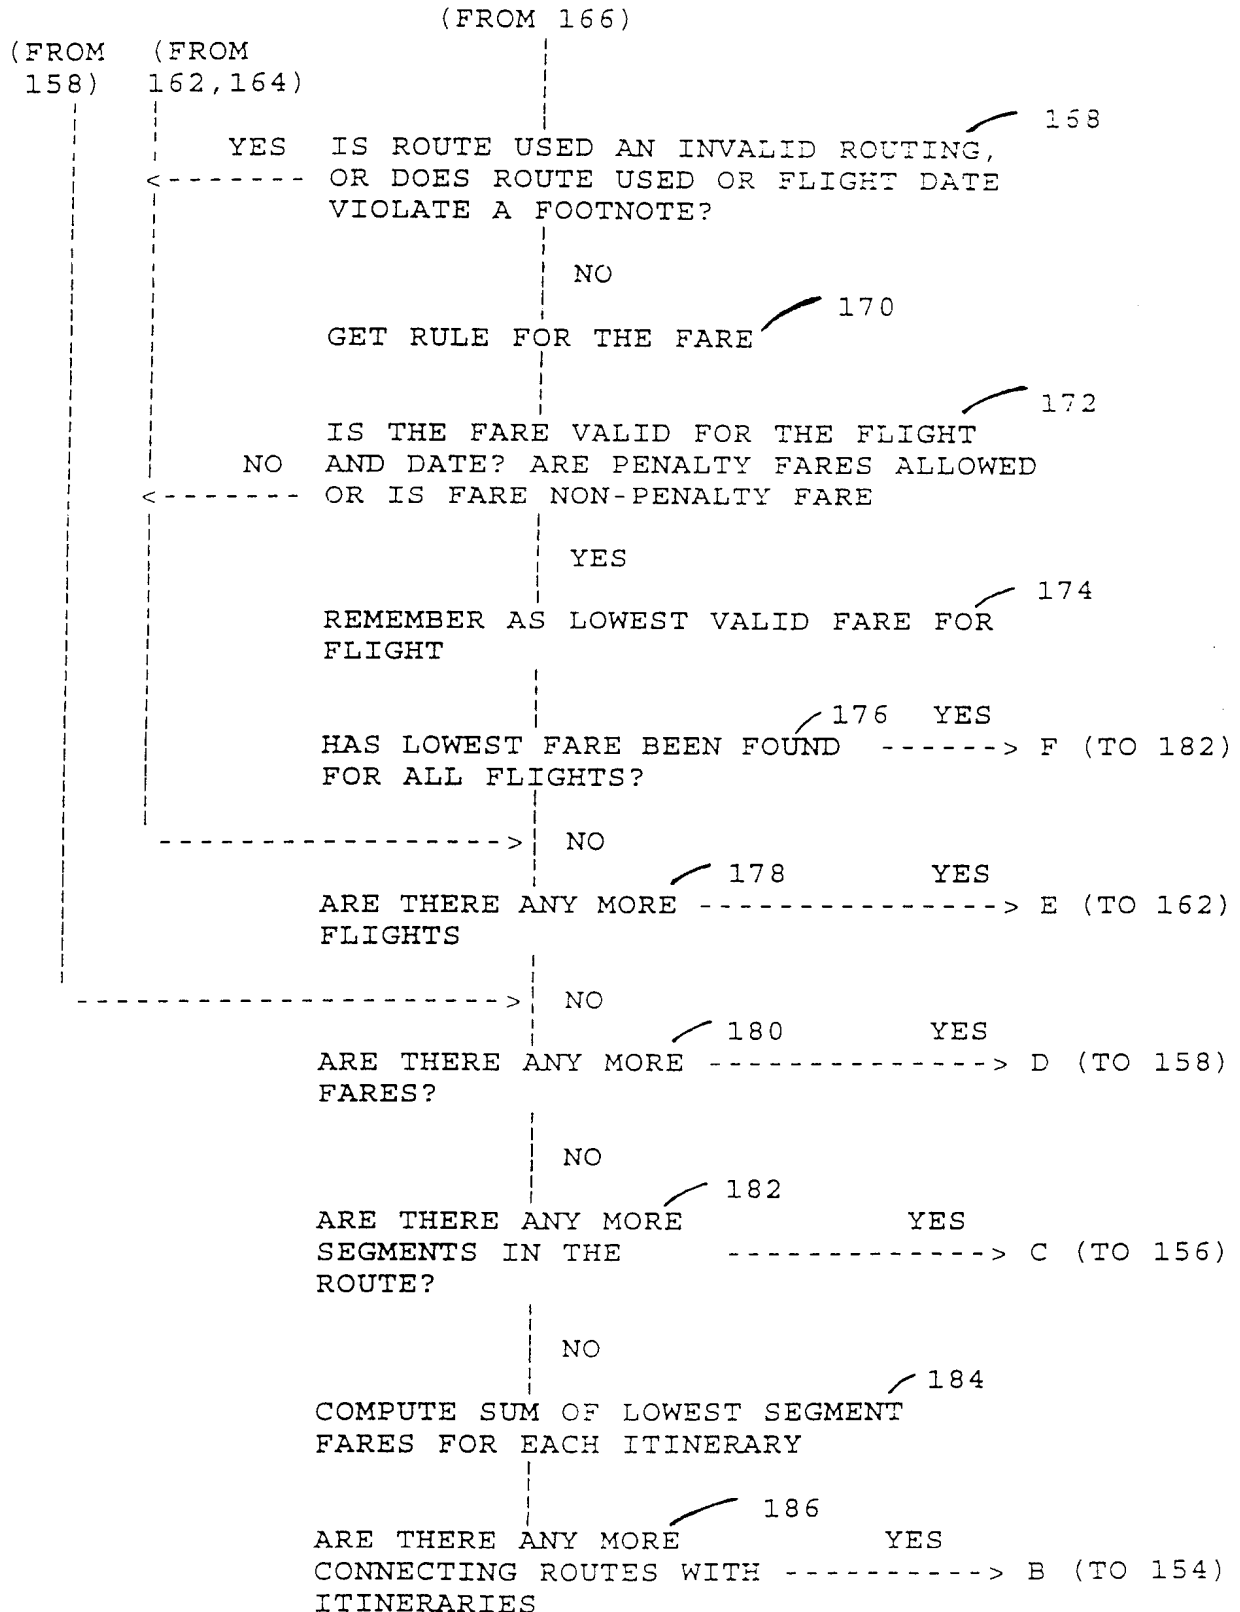 (FROM 166)
(FROM (FROM
158) 162,164)
168
YES IS ROUTE USED AN INVALID ROUTING,
<------- OR DOES ROUTE USED OR FLIGHT DATE
VIOLATE A FOOTNOTE?
NO
170
GET RULE FOR THE FARE
172
IS THE FARE VALID FOR THE FLIGHT
NO AND DATE? ARE PENALTY FARES ALLOWED
<------- OR IS FARE NON-PENALTY FARE
YES
174
REMEMBER AS LOWEST VALID FARE FOR
FLIGHT
176 YES
HAS LOWEST FARE BEEN FOUND ------> F (TO 182)
FOR ALL FLIGHTS?
------------------> NO
178 YES
ARE THERE ANY MORE ---------------> E (TO 162)
FLIGHTS
---------------------> NO
180 YES
ARE THERE ANY MORE --------------> D (TO 158)
FARES?
NO
182
ARE THERE ANY MORE YES
SEGMENTS IN THE -------------> C (TO 156)
ROUTE?
NO
184
COMPUTE SUM OF LOWEST SEGMENT
FARES FOR EACH ITINERARY
186
ARE THERE ANY MORE YES
CONNECTING ROUTES WITH ----------> B (TO 154)
ITINERARIES